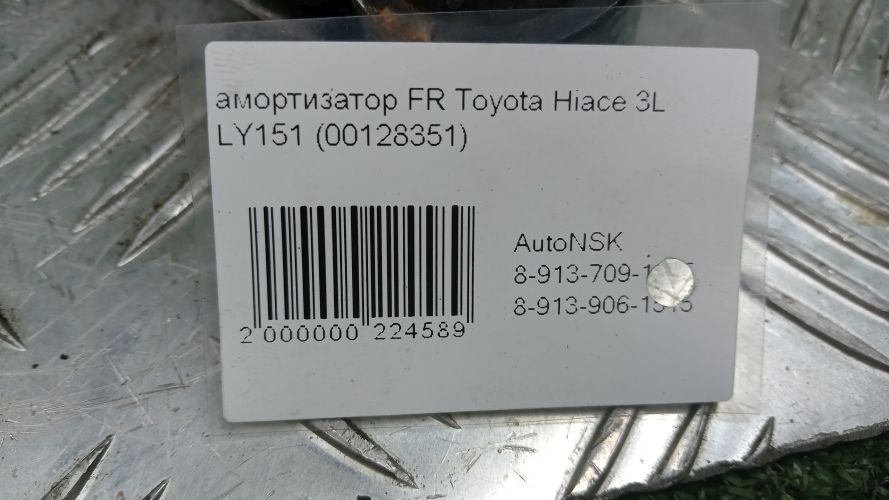 амортизатор FR Toyota Hiace 3L
LY151 (00128351)
AutoNSK
2 000000 224589